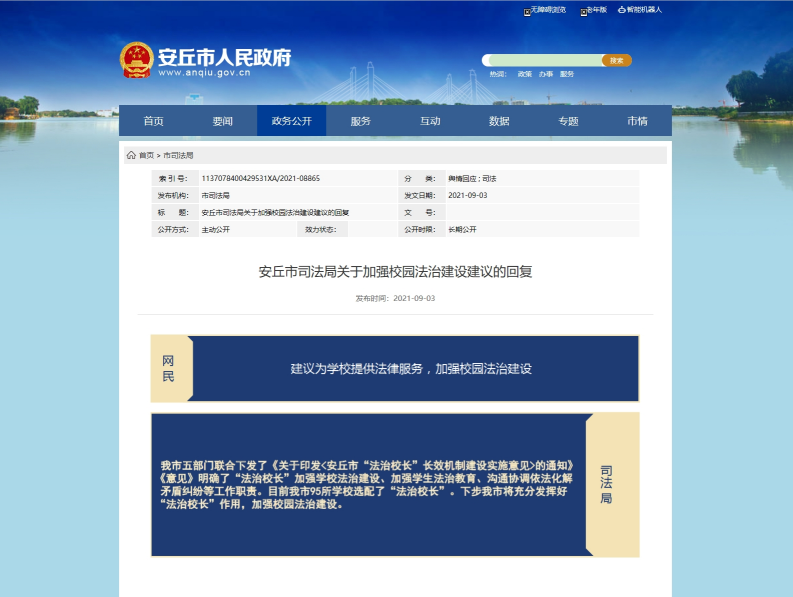 无障碍浏览 老年版 智能机器人
安丘市人民政府
www.anqiu.gov.cn
搜索
热词： 政策 办事 服务
首页 要闻 政务公开 服务 互动 数据 专题 市情
首页 > 市司法局
索 引 号： 1137078400429531XA/2021-08865 分 类： 舆情回应 ; 司法
发布机构： 市司法局 发文日期： 2021-09-03
标 题： 安丘市司法局关于加强校园法治建设建议的回复 文 号：
公开方式： 主动公开 效力状态： 公开时限： 长期公开
安丘市司法局关于加强校园法治建设建议的回复
发布时间：2021-09-03
网民
建议为学校提供法律服务，加强校园法治建设
我市五部门联合下发了《关于印发<安丘市“法治校长”长效机制建设实施意见>的通知》
《意见》明确了“法治校长”加强学校法治建设、加强学生法治教育、沟通协调依法化解
矛盾纠纷等工作职责。目前我市95所学校选配了“法治校长”。下步我市将充分发挥好
“法治校长”作用，加强校园法治建设。
司法局